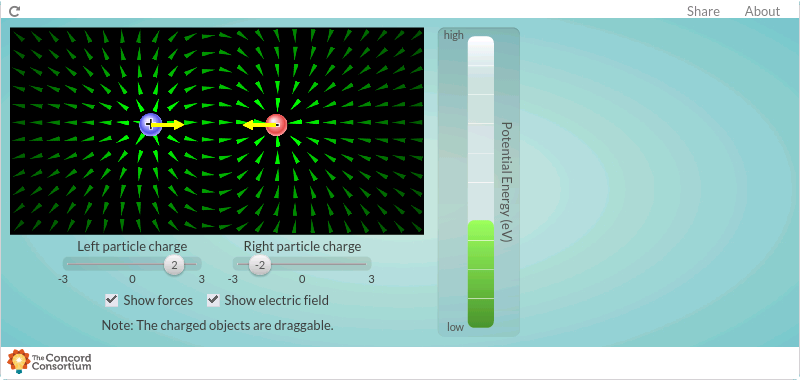 Share About
high
+
-
Potential Energy (eV)
low
Left particle charge
Right particle charge
2
-2
-3 0 3
-3 0 3
Show forces
Show electric field
Note: The charged objects are draggable.
The Concord
Consortium